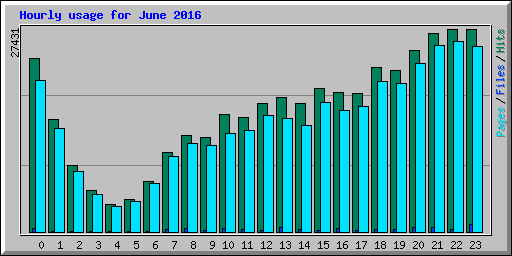 Hourly usage for June 2016
27431
Pages/Files/Hits
0 1 2 3 4 5 6 7 8 9 10 11 12 13 14 15 16 17 18 19 20 21 22 23